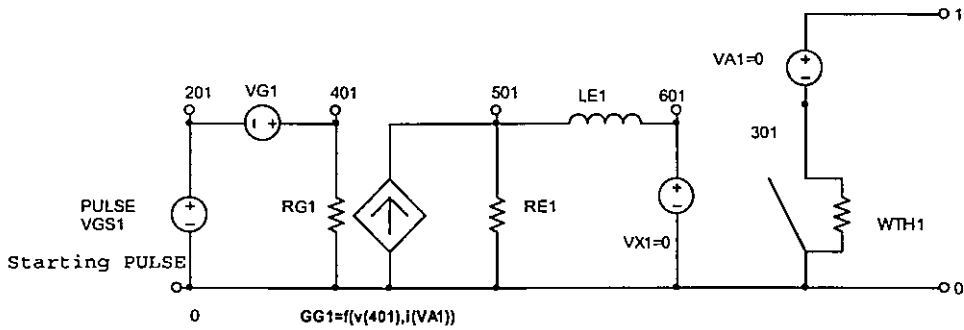 1
VA1=0
201
VG1
401
501
LE1
601
301
PULSE
VGS1
RG1
RE1
VX1=0
WTH1
Starting PULSE
0
0
GG1=f(v(401),i(VA1))